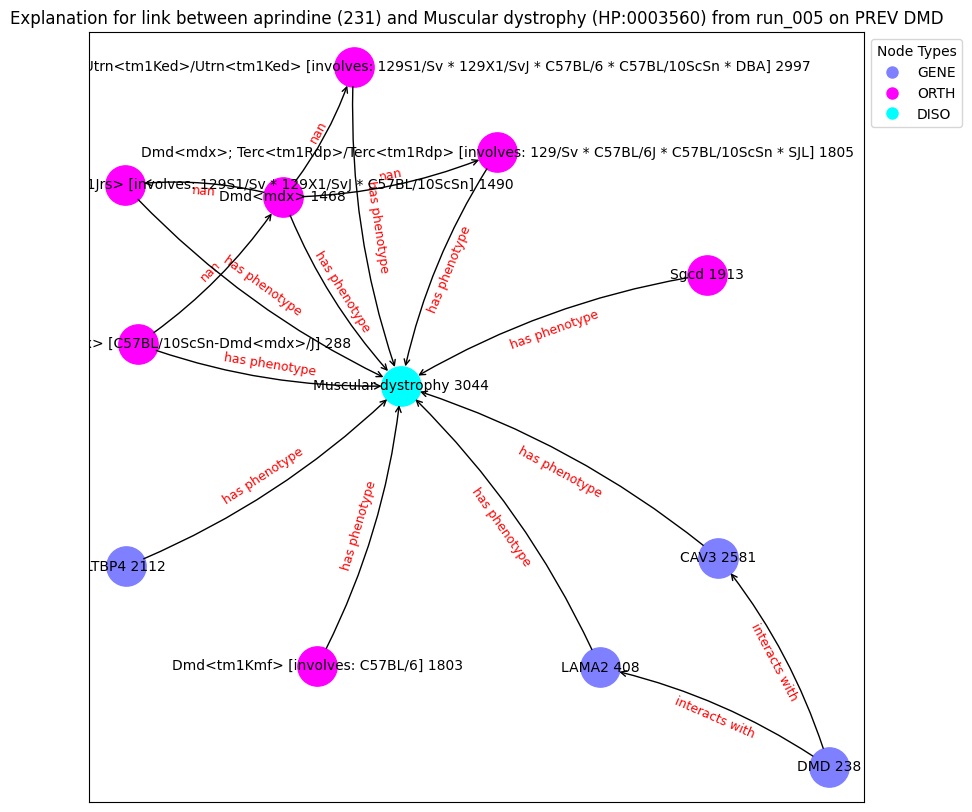 Explanation for link between aprindine (231) and Muscular dystrophy (HP:0003560) from run_005 on PREV DMD
Node Types
GENE
ORTH
DISO
Utrn<tm1Ked>/Utrn<tm1Ked> [involves: 129S1/Sv * 129X1/SvJ * C57BL/6 * C57BL/10ScSn * DBA] 2997
nan
Dmd<mdx>; Terc<tm1Rdp>/Terc<tm1Rdp> [involves: 129/Sv * C57BL/6J * C57BL/10ScSn * SJL] 1805
nan
1Jrs> [involves: 129S1/Sv * 129X1/SvJ * C57BL/10ScSn] 1490
nan
Dmd<mdx> 1468
has phenotype
has phenotype
nan
has phenotype
has phenotype
Sgcd 1913
has phenotype
x> [C57BL/10ScSn-Dmd<mdx>/J] 288
has phenotype
Muscular dystrophy 3044
has phenotype
has phenotype
has phenotype
has phenotype
LTBP4 2112
CAV3 2581
Dmd<tm1Kmf> [involves: C57BL/6] 1803
LAMA2 408
interacts with
interacts with
DMD 238